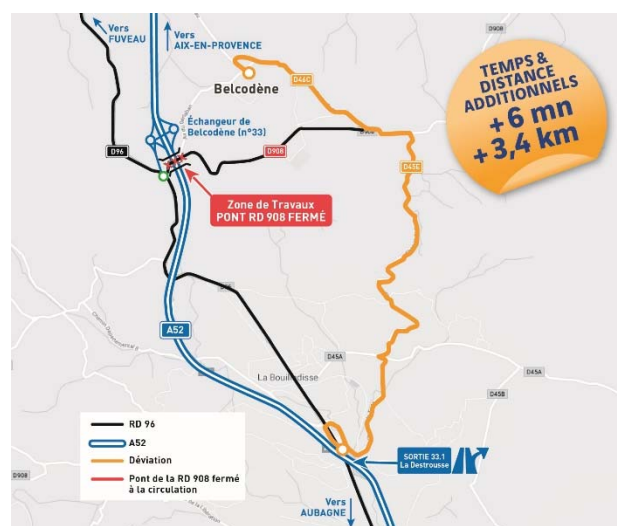 Vers
FUVEAU
Vers
AIX-EN-PROVENCE
D908
Belcodène
D46C
TEMPS &
DISTANCE
ADDITIONNELS
+ 6 mn
+ 3,4 km
Échangeur de
Belcodène (n°33)
D96
D908
D45E
Zone de Travaux
PONT RD 908 FERMÉ
A52
D45A
D45A
La Bouilladisse
D45B
RD 96
A52
Déviation
Pont de la RD 908 fermé
à la circulation
SORTIE 33.1
La Destrousse
D908
Vers
AUBAGNE